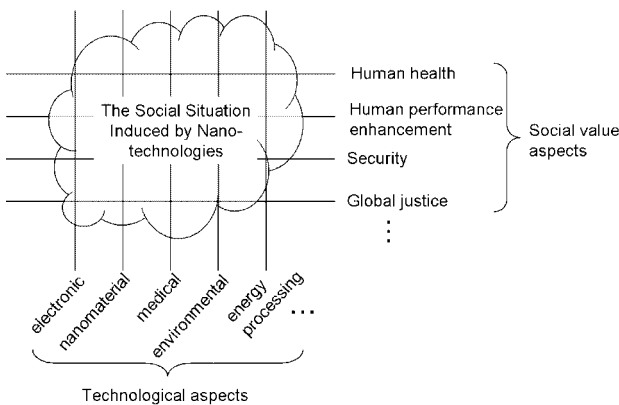 The Social Situation
Induced by Nano-
technologies
Human health
Human performance
enhancement
Security
Global justice
⋮
Social value
aspects
electronic
nanomaterial
medical
environmental
energy
processing
...
Technological aspects